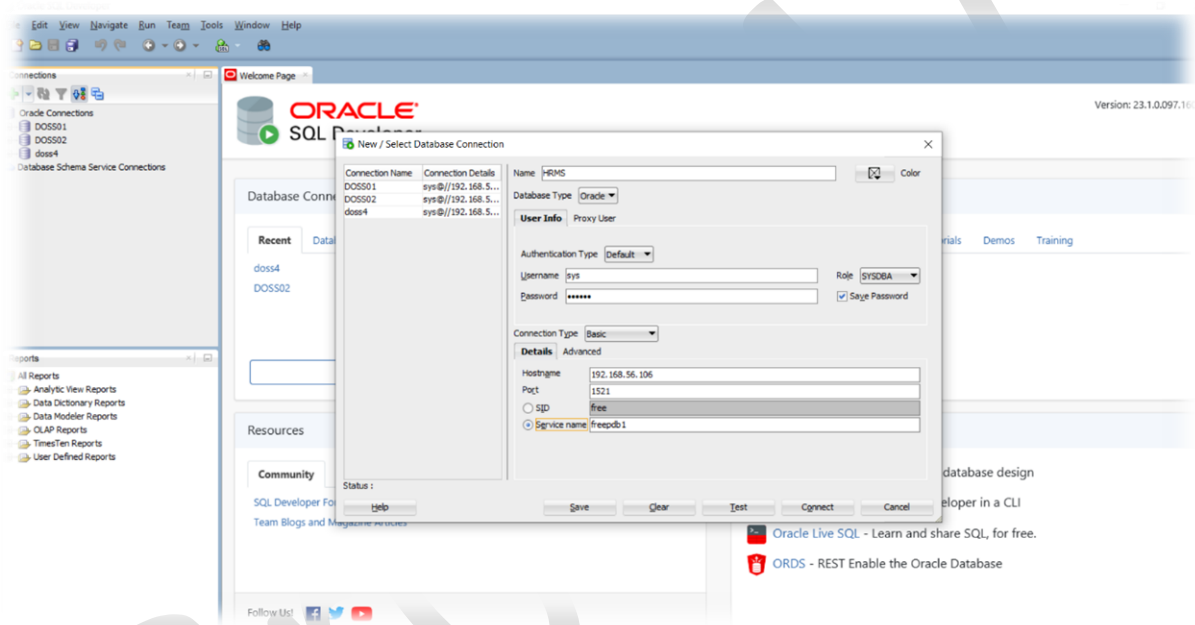 Edit View Navigate Run Team Tools Window Help
Connections
Welcome Page
Oracle Connections
DOSS01
DOSS02
doss4
Database Schema Service Connections
ORACLE
SQL Developer
Version: 23.1.0.097.16
New / Select Database Connection
Connection Name Connection Details
DOSS01 sys@//192.168.5...
DOSS02 sys@//192.168.5...
doss4 sys@//192.168.5...
Name HRMS
Color
Database Type Oracle
User Info Proxy User
Authentication Type Default
Username sys
Role SYSDBA
Password ••••••
Save Password
Connection Type Basic
Details Advanced
Hostname 192.168.56.106
Port 1521
SID free
Service name freepdb1
Status :
Help Save Clear Test Connect Cancel
Database Conne
Recent Datal
doss4
DOSS02
rials Demos Training
Reports
All Reports
Analytic View Reports
Data Dictionary Reports
Data Modeler Reports
OLAP Reports
TimesTen Reports
User Defined Reports
Resources
Community
SQL Developer Fo
Team Blogs and Magazine Articles
database design
eloper in a CLI
Oracle Live SQL - Learn and share SQL, for free.
ORDS - REST Enable the Oracle Database
Follow Us!